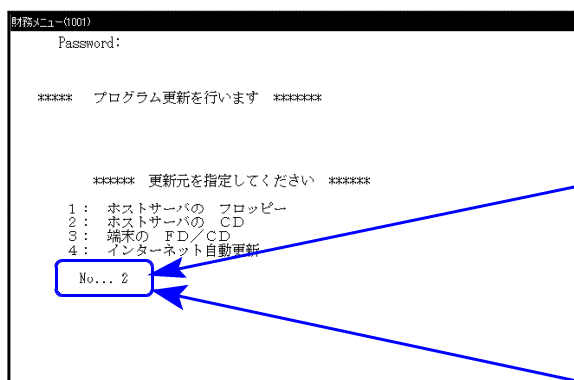 財務メニュー(1001)
Password:
***** プログラム更新を行います *******
****** 更新元を指定してください ******
1: ホストサーバの フロッピー
2: ホストサーバの CD
3: 端末の FD/CD
4: インターネット自動更新
No... 2